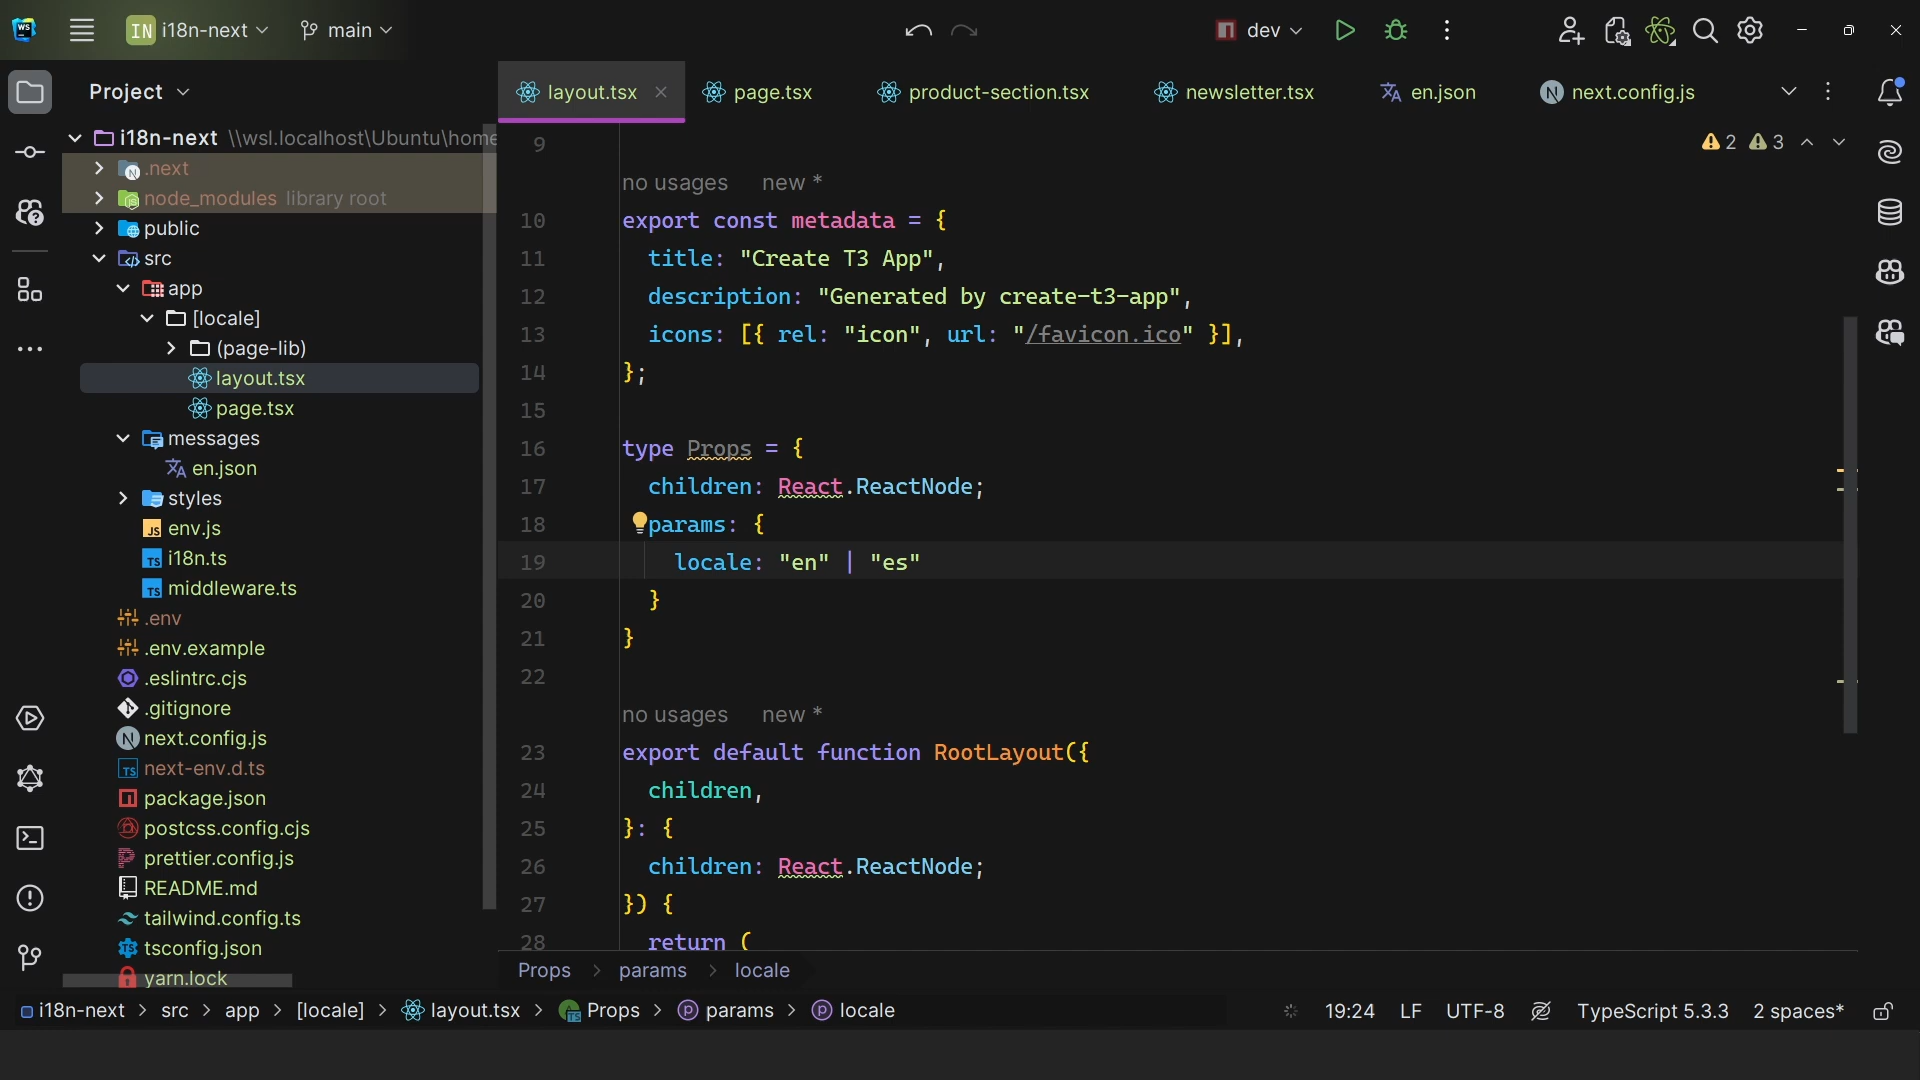 WS IN i18n-next main dev
Project
layout.tsx page.tsx product-section.tsx newsletter.tsx en.json next.config.js
i18n-next \\wsl.localhost\Ubuntu\home
.next
node_modules library root
public
src
app
[locale]
(page-lib)
layout.tsx
page.tsx
messages
en.json
styles
env.js
i18n.ts
middleware.ts
.env
.env.example
.eslintrc.cjs
.gitignore
next.config.js
next-env.d.ts
package.json
postcss.config.cjs
prettier.config.js
README.md
tailwind.config.ts
tsconfig.json
yarn.lock
2 3
9
no usages new *
10 export const metadata = {
11 title: "Create T3 App",
12 description: "Generated by create-t3-app",
13 icons: [{ rel: "icon", url: "/favicon.ico" }],
14 };
15
16 type Props = {
17 children: React.ReactNode;
18 params: {
19 locale: "en" | "es"
20 }
21 }
22
no usages new *
23 export default function RootLayout({
24 children,
25 }: {
26 children: React.ReactNode;
27 }) {
28 return (
Props > params > locale
i18n-next > src > app > [locale] > layout.tsx > Props > params > locale
19:24 LF UTF-8 TypeScript 5.3.3 2 spaces*